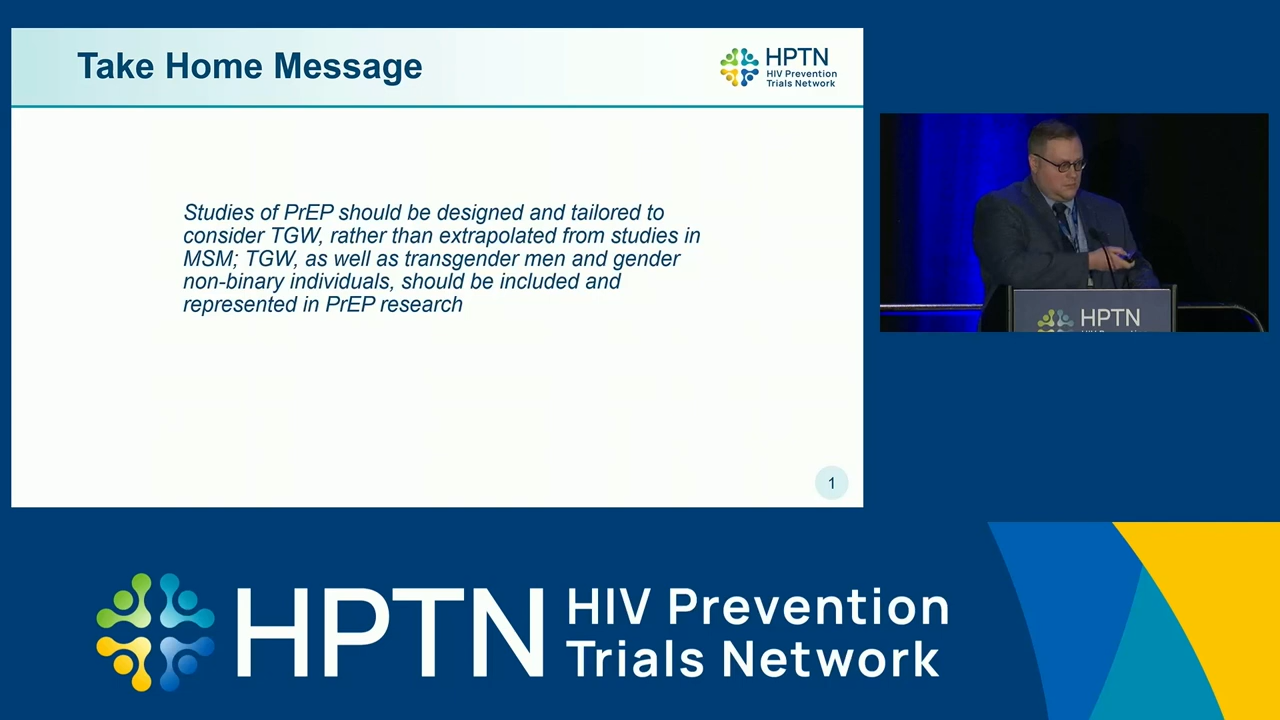 Take Home Message
HPTN
HIV Prevention
Trials Network
Studies of PrEP should be designed and tailored to
consider TGW, rather than extrapolated from studies in
MSM; TGW, as well as transgender men and gender
non-binary individuals, should be included and
represented in PrEP research
1
HPTN
HPTN
HIV Prevention
Trials Network